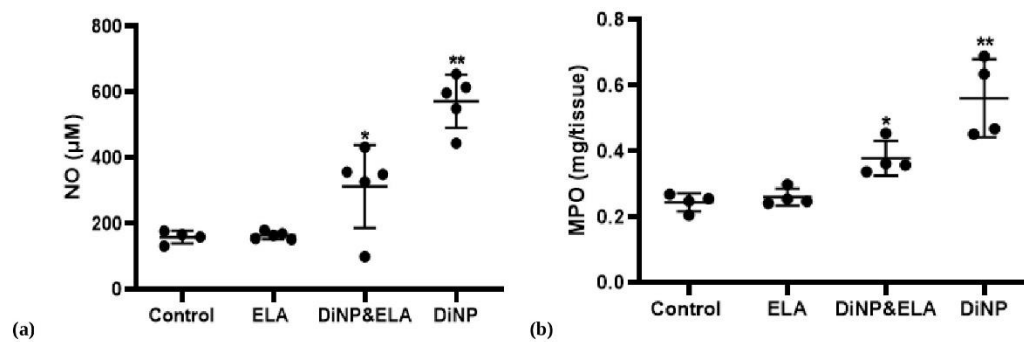 800
600
400
200
0
NO (µM)
*
**
Control ELA DiNP&ELA DiNP
(a)
0.8
0.6
0.4
0.2
0.0
MPO (mg/tissue)
*
**
Control ELA DiNP&ELA DiNP
(b)